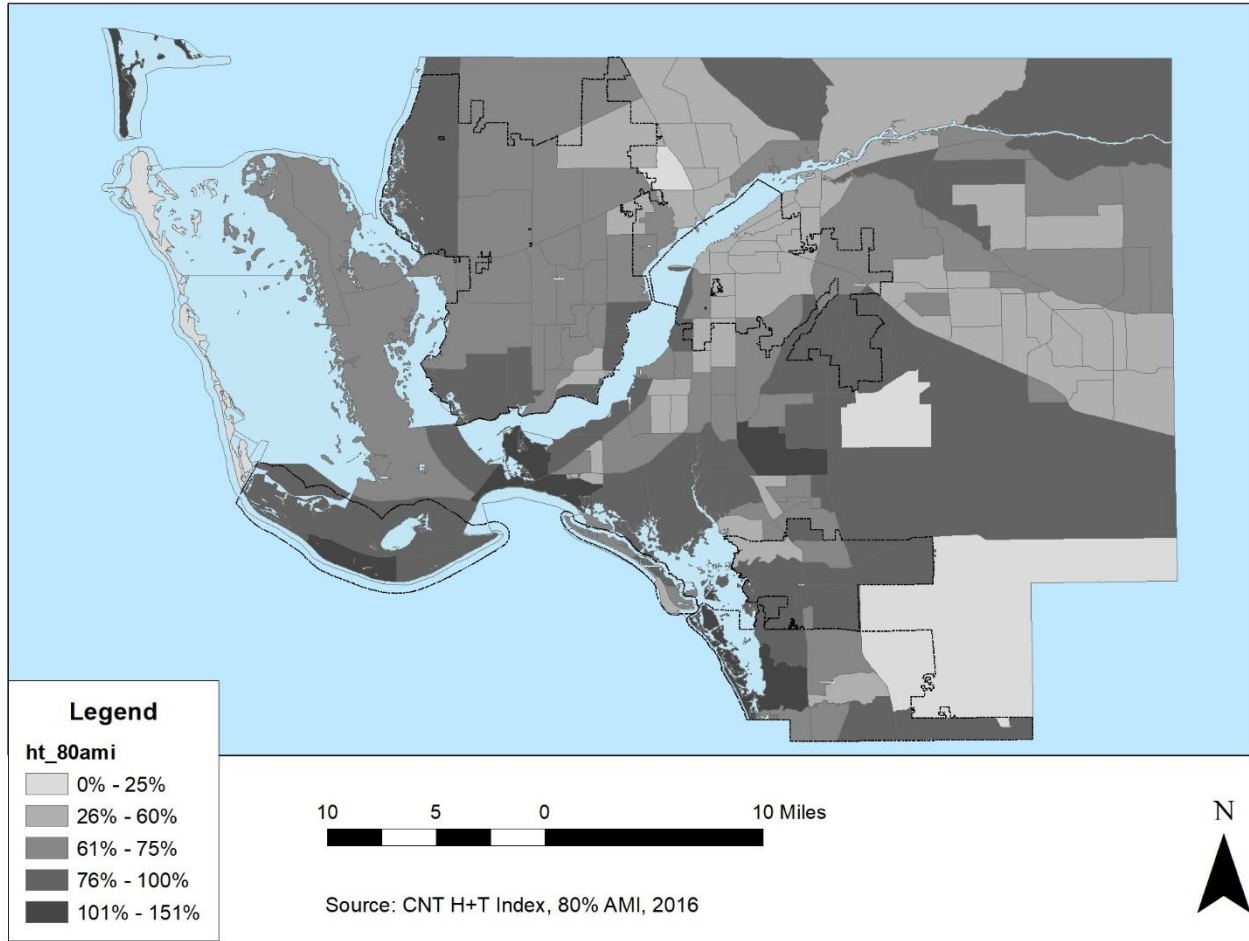 Legend
ht_80ami
0% - 25%
26% - 60%
61% - 75%
76% - 100%
101% - 151%
10 5 0 10 Miles
Source: CNT H+T Index, 80% AMI, 2016
N